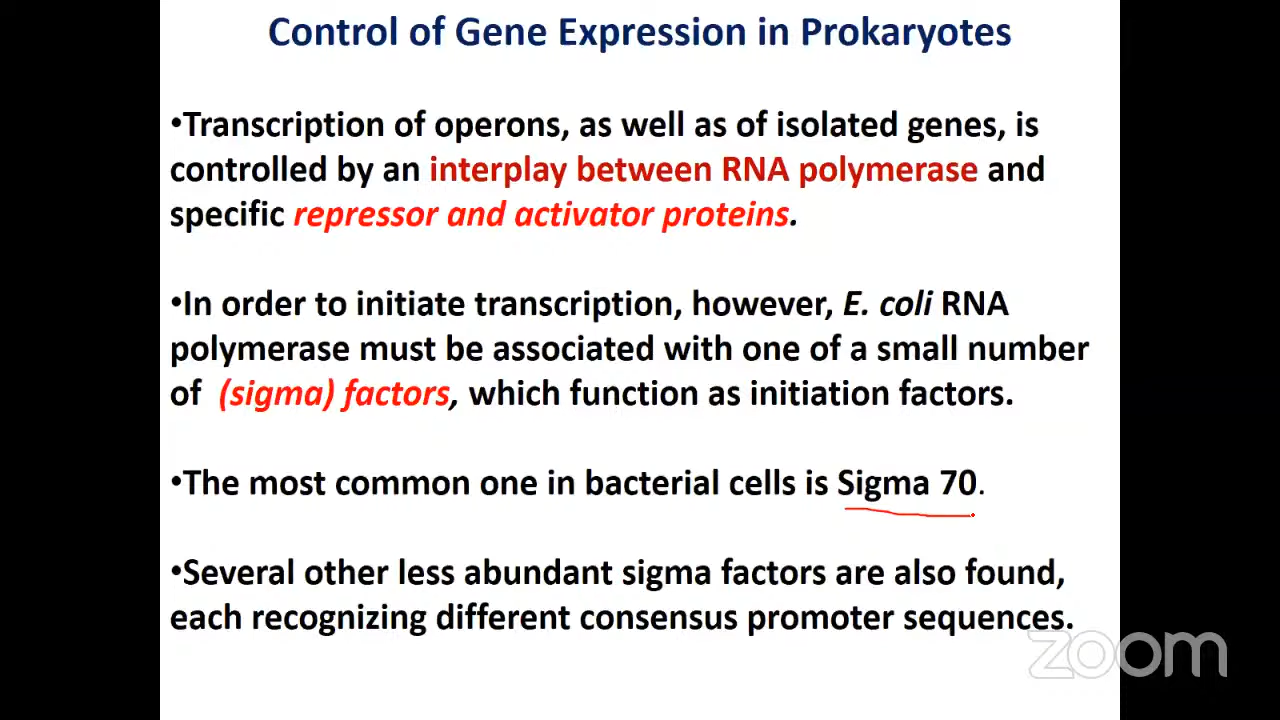 Control of Gene Expression in Prokaryotes
•Transcription of operons, as well as of isolated genes, is
controlled by an interplay between RNA polymerase and
specific repressor and activator proteins.
•In order to initiate transcription, however, E. coli RNA
polymerase must be associated with one of a small number
of (sigma) factors, which function as initiation factors.
•The most common one in bacterial cells is Sigma 70.
•Several other less abundant sigma factors are also found,
each recognizing different consensus promoter sequences.
zoom